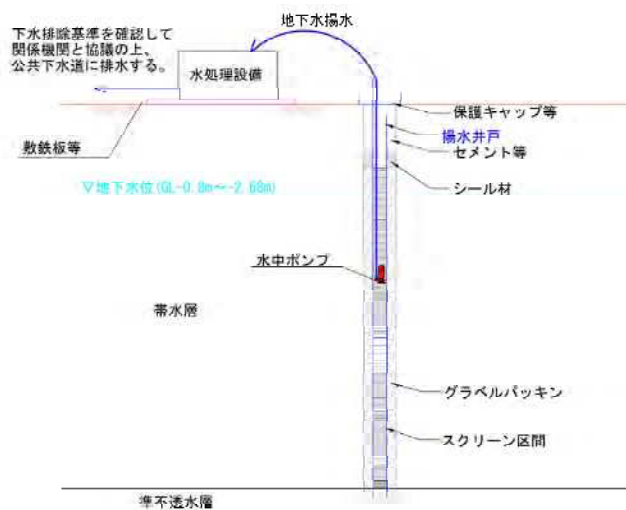 地下水揚水
下水排除基準を確認して
関係機関と協議の上、
公共下水道に排水する。
水処理設備
保護キャップ等
揚水井戸
セメント等
敷鉄板等
シール材
▽地下水位(GL-0.8m～-2.68m)
水中ポンプ
帯水層
グラベルパッキン
スクリーン区間
準不透水層